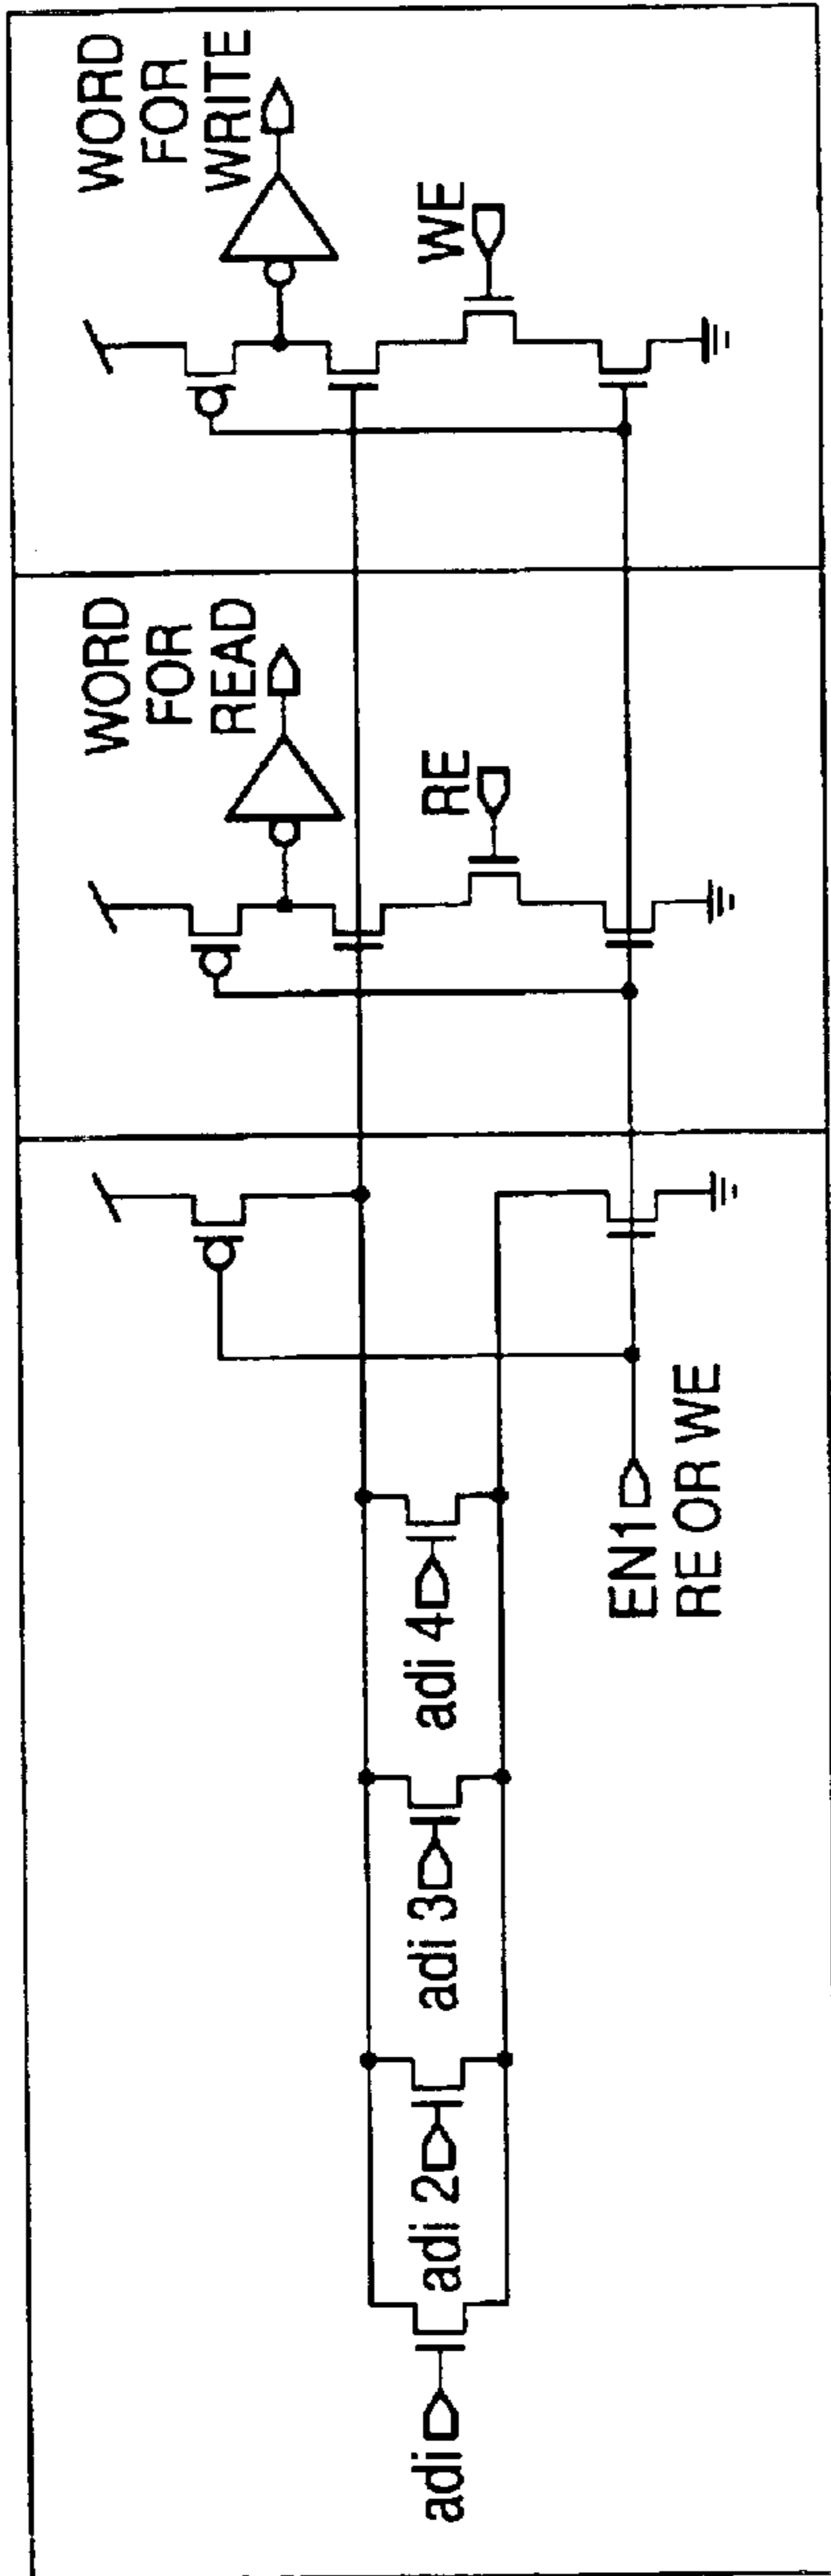 adi
adi 2
adi 3
adi 4
EN1
RE OR WE
WORD
FOR
READ
RE
WORD
FOR
WRITE
WE